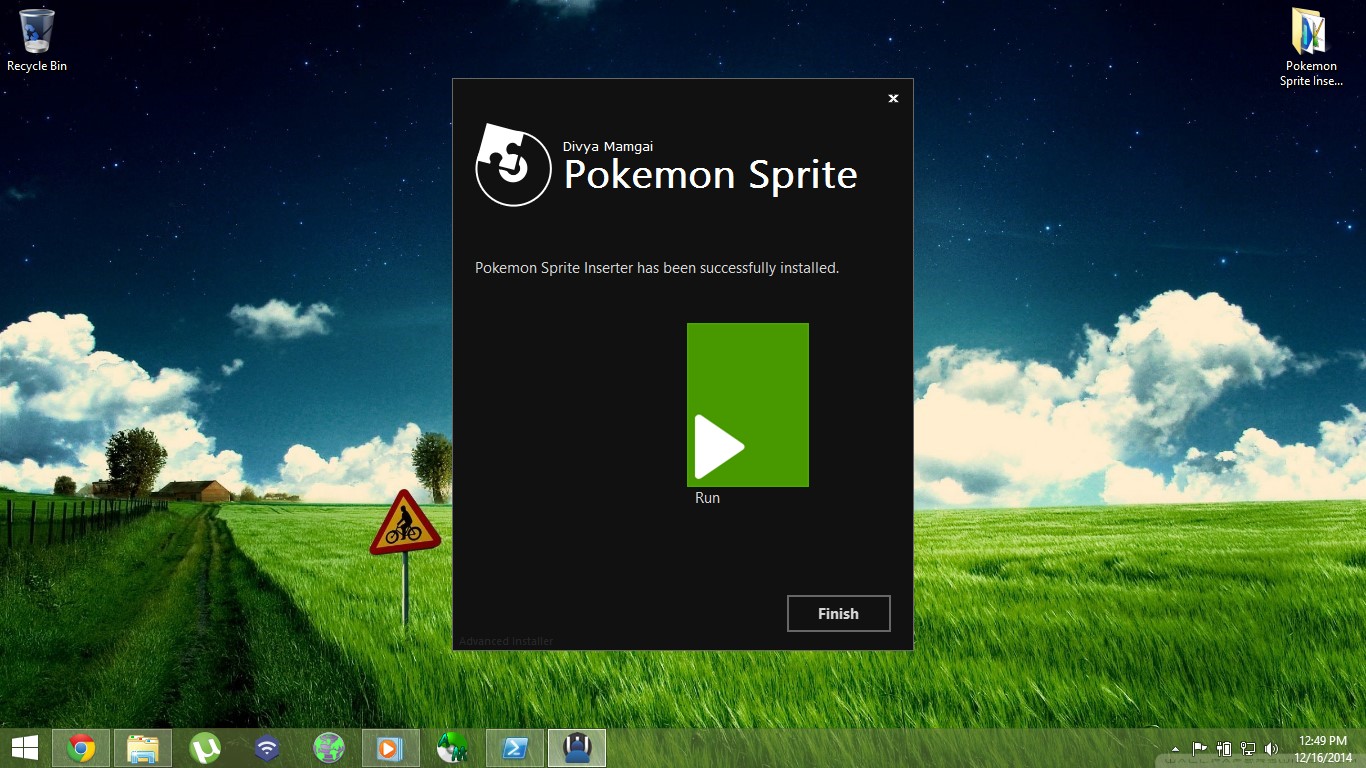 Recycle Bin
Pokemon
Sprite Inse...
Divya Mamgai
Pokemon Sprite
Pokemon Sprite Inserter has been successfully installed.
Run
Finish
Advanced Installer
12:49 PM
12/16/2014